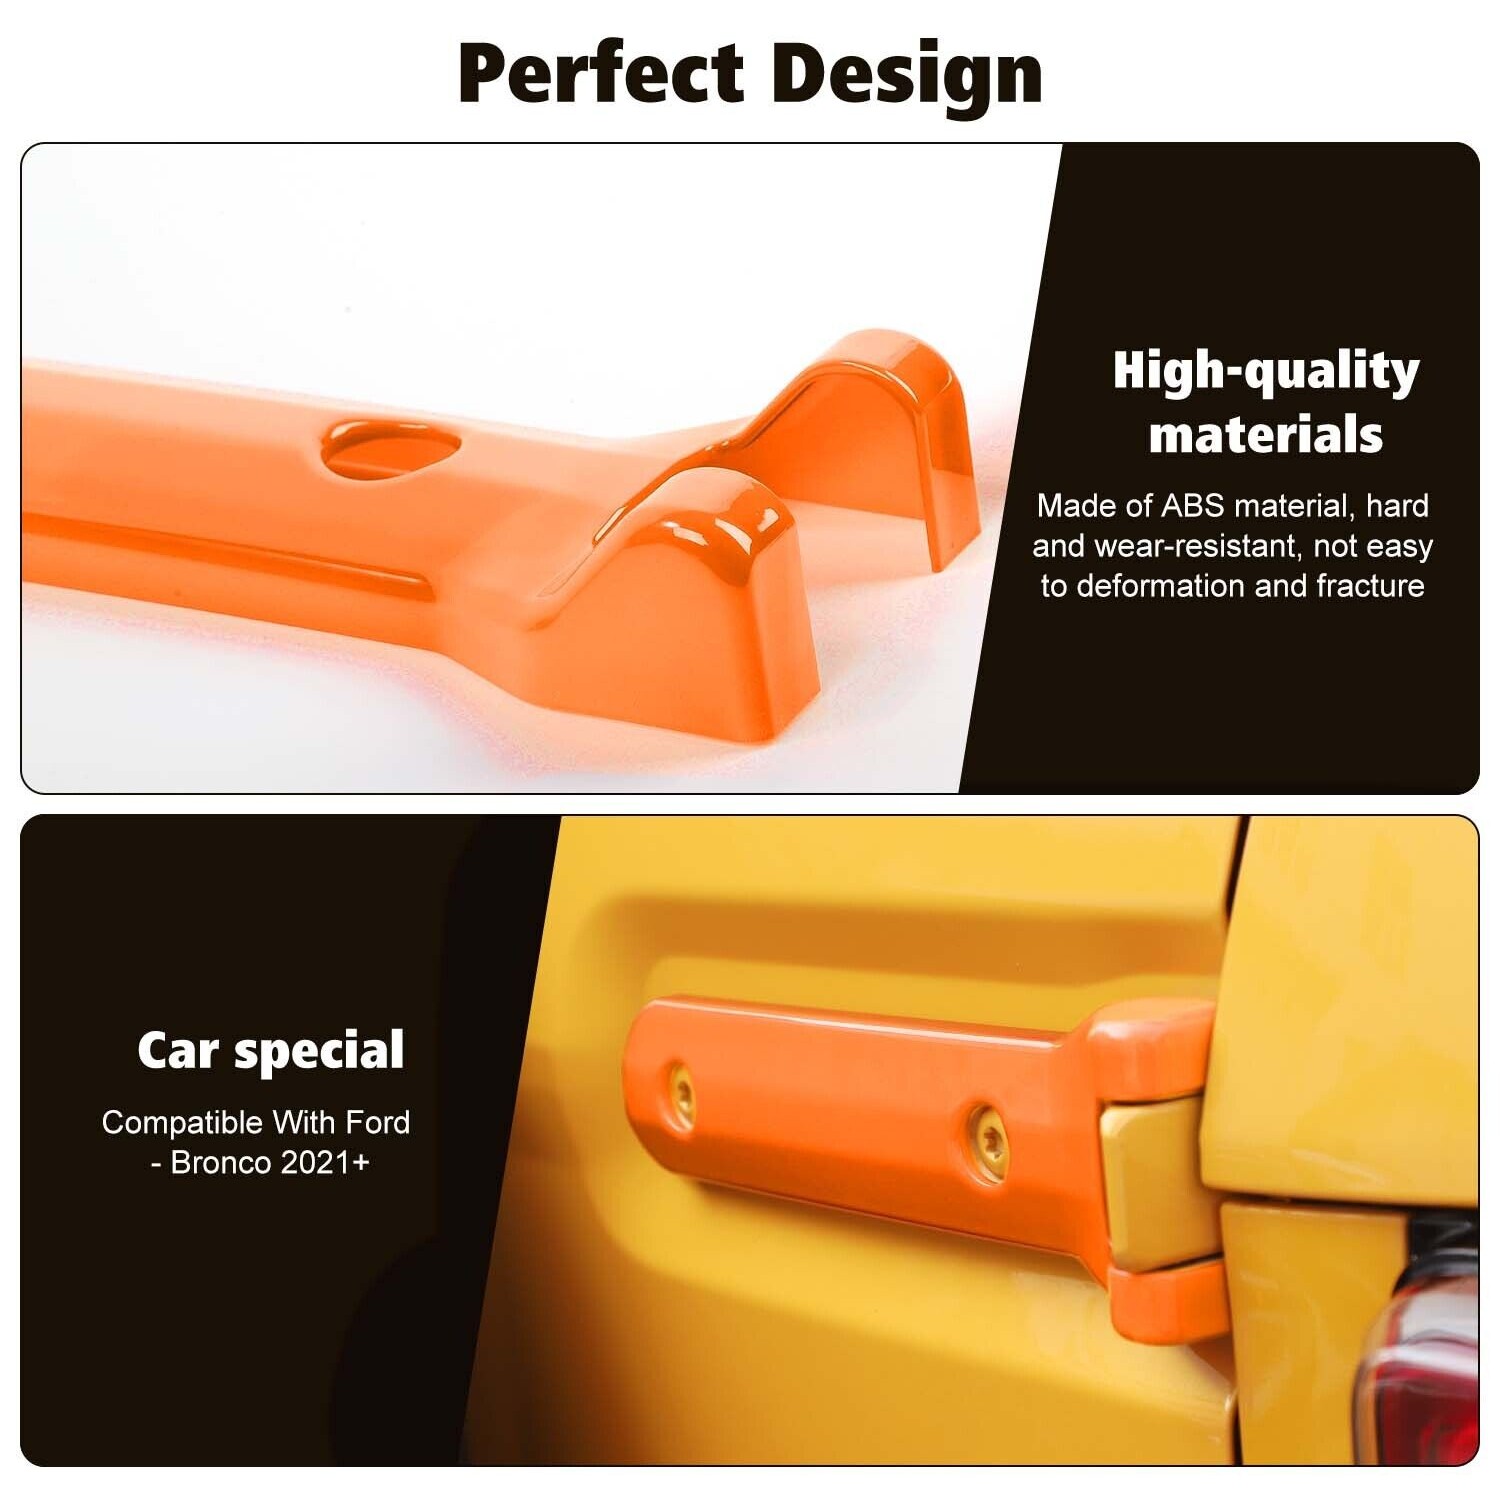 Perfect Design
High-quality
materials
Made of ABS material, hard
and wear-resistant, not easy
to deformation and fracture
Car special
Compatible With Ford
- Bronco 2021+